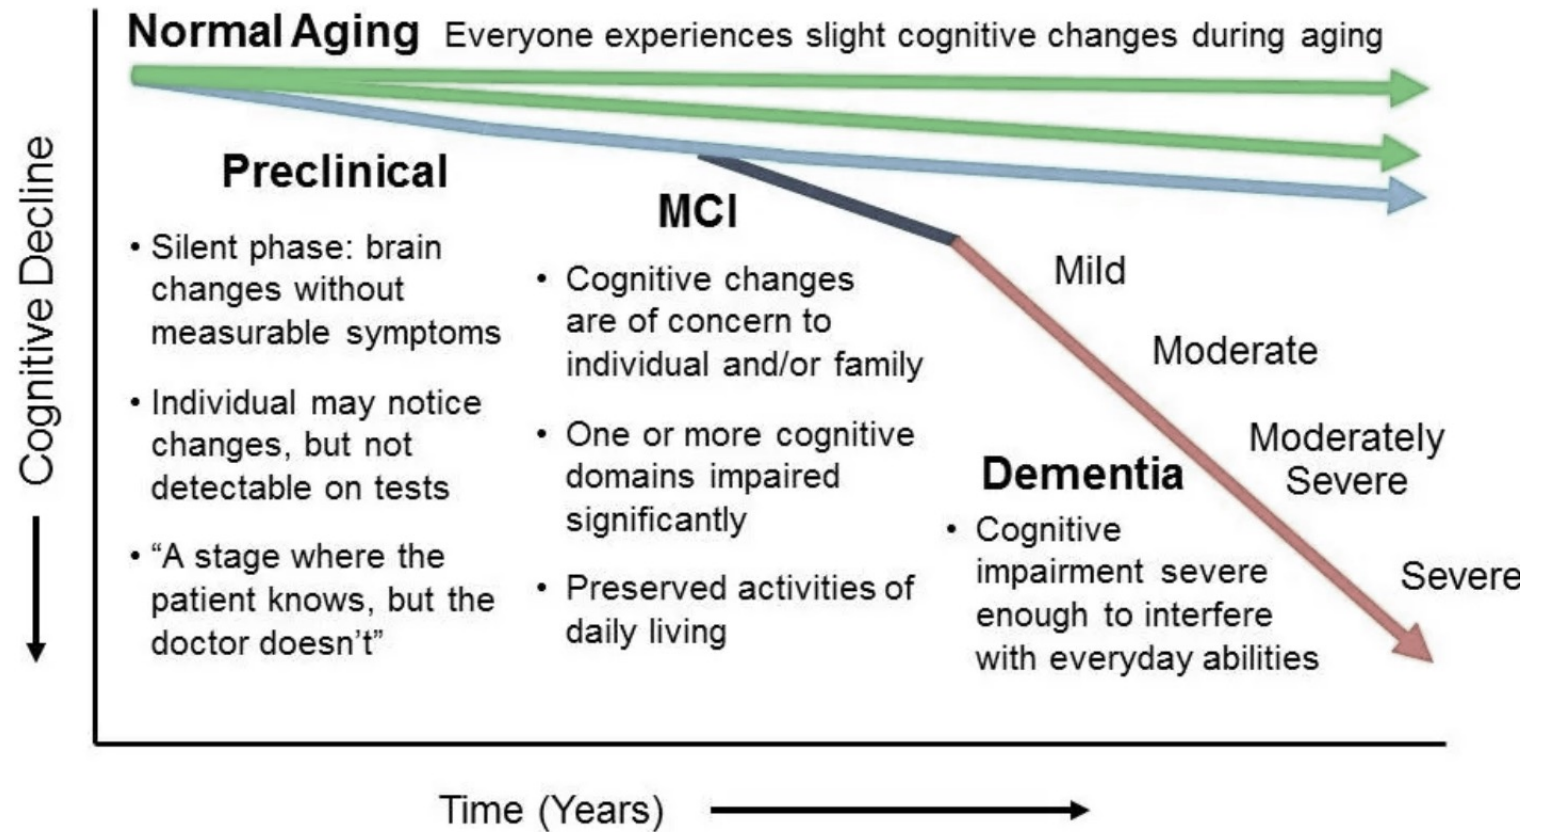 Normal Aging Everyone experiences slight cognitive changes during aging
Cognitive Decline
Preclinical
• Silent phase: brain
changes without
measurable symptoms
• Individual may notice
changes, but not
detectable on tests
• “A stage where the
patient knows, but the
doctor doesn’t”
MCI
• Cognitive changes
are of concern to
individual and/or family
• One or more cognitive
domains impaired
significantly
• Preserved activities of
daily living
Mild
Moderate
Moderately
Severe
Severe
Dementia
• Cognitive
impairment severe
enough to interfere
with everyday abilities
Time (Years)